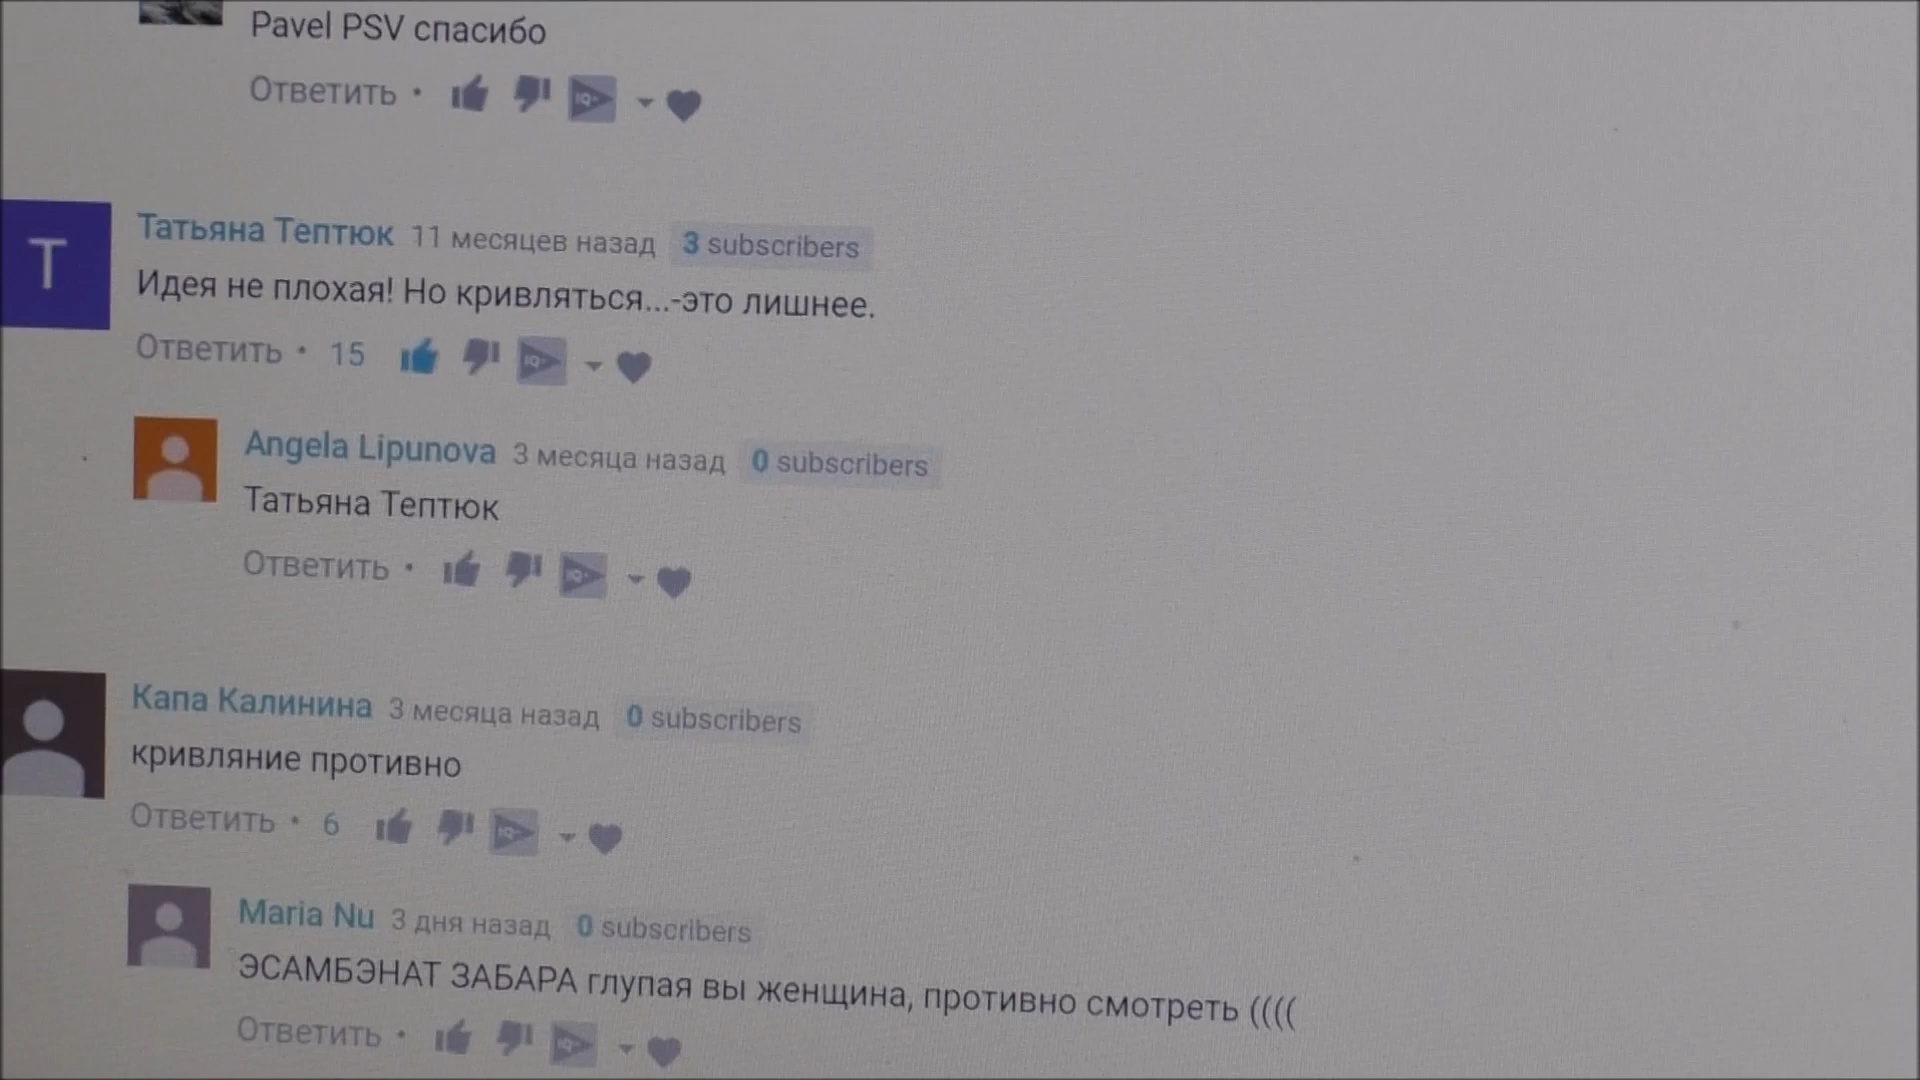 Pavel PSV спасибо
Ответить •
T
Татьяна Тептюк 11 месяцев назад 3 subscribers
Идея не плохая! Но кривляться...-это лишнее.
Ответить • 15
Angela Lipunova 3 месяца назад 0 subscribers
Татьяна Тептюк
Ответить •
Капа Калинина 3 месяца назад 0 subscribers
кривляние противно
Ответить • 6
Maria Nu 3 дня назад 0 subscribers
ЭСАМБЭНАТ ЗАБАРА глупая вы женщина, противно смотреть ((((
Ответить •